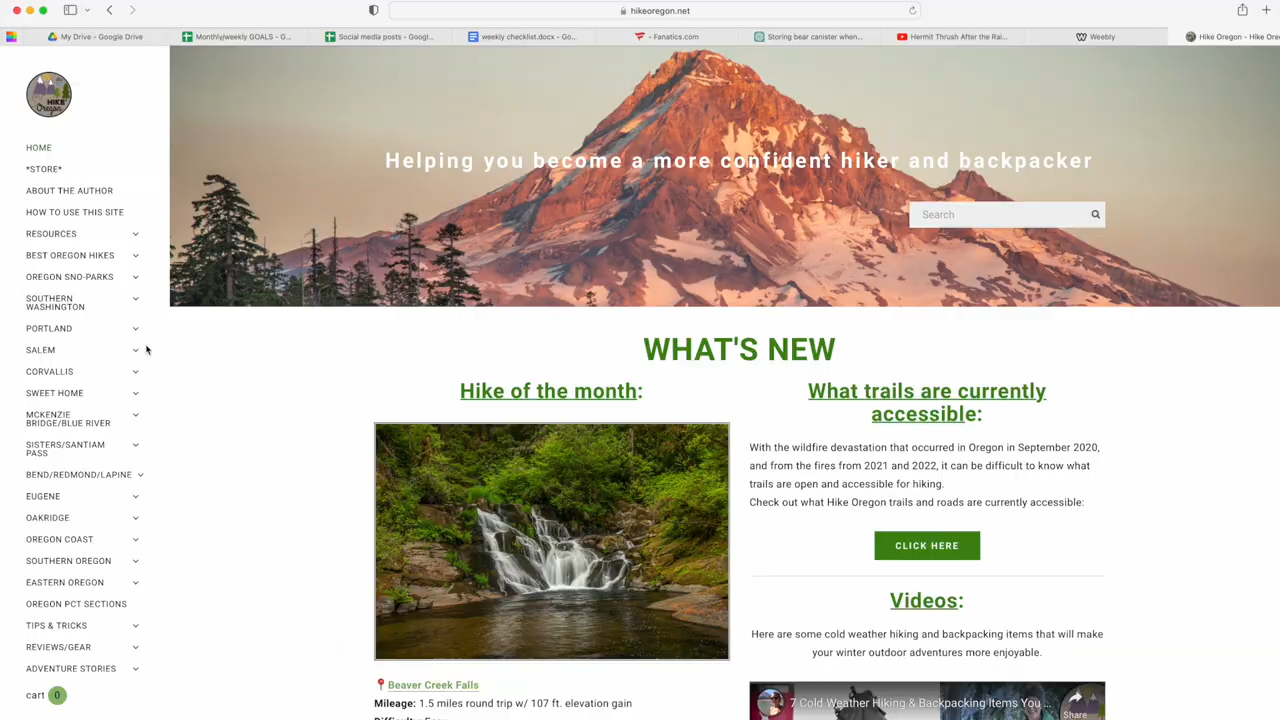 hikeoregon.net
My Drive - Google Drive
Monthly/weekly GOALS - G...
Social media posts - Googl...
weekly checklist.docx - Go...
- Fanatics.com
Storing bear canister when...
Hermit Thrush After the Rai...
Weebly
Hike Oregon - Hike Ore
HIKE
Oregon
HOME
*STORE*
ABOUT THE AUTHOR
HOW TO USE THIS SITE
RESOURCES
BEST OREGON HIKES
OREGON SNO-PARKS
SOUTHERN
WASHINGTON
PORTLAND
SALEM
CORVALLIS
SWEET HOME
MCKENZIE
BRIDGE/BLUE RIVER
SISTERS/SANTIAM
PASS
BEND/REDMOND/LAPINE
EUGENE
OAKRIDGE
OREGON COAST
SOUTHERN OREGON
EASTERN OREGON
OREGON PCT SECTIONS
TIPS & TRICKS
REVIEWS/GEAR
ADVENTURE STORIES
cart 0
Helping you become a more confident hiker and backpacker
Search
WHAT'S NEW
Hike of the month:
Beaver Creek Falls
Mileage: 1.5 miles round trip w/ 107 ft. elevation gain
What trails are currently
accessible:
With the wildfire devastation that occurred in Oregon in September 2020,
and from the fires from 2021 and 2022, it can be difficult to know what
trails are open and accessible for hiking.
Check out what Hike Oregon trails and roads are currently accessible:
CLICK HERE
Videos:
Here are some cold weather hiking and backpacking items that will make
your winter outdoor adventures more enjoyable.
7 Cold Weather Hiking & Backpacking Items You ...
Share